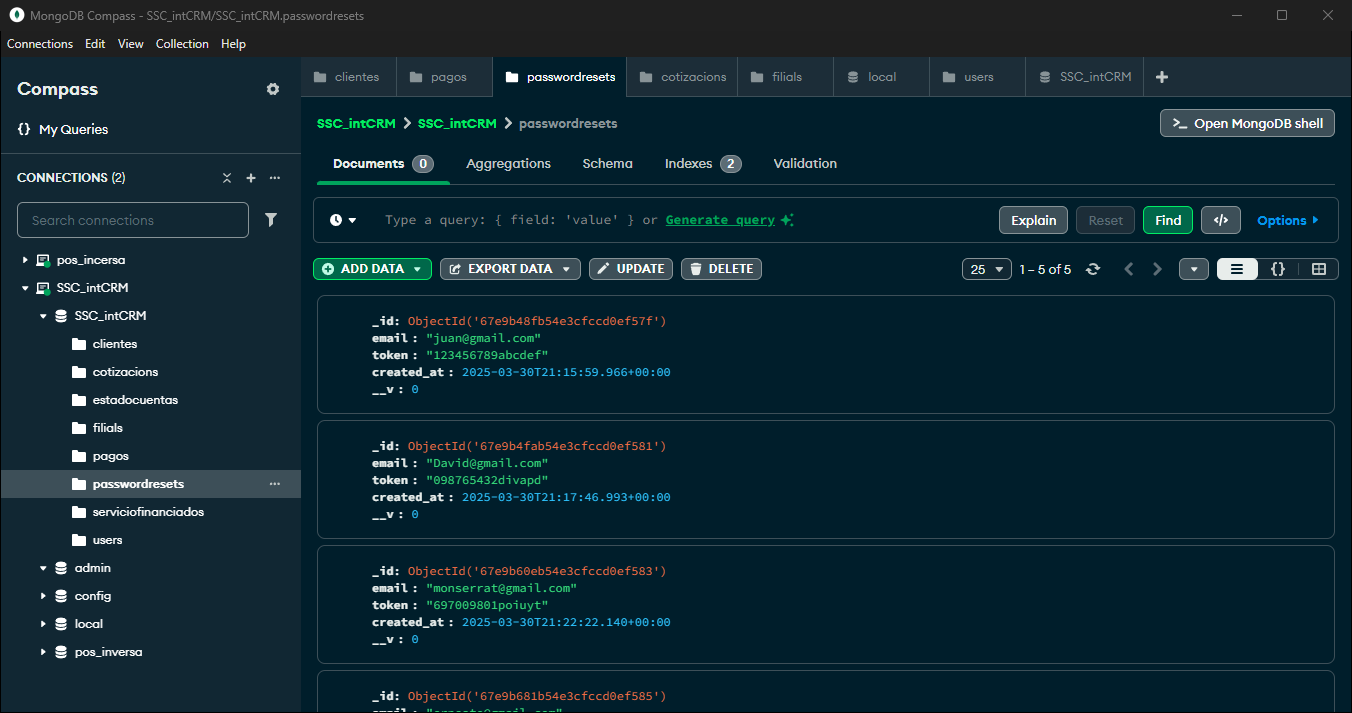 MongoDB Compass - SSC_intCRM/SSC_intCRM.passwordresets
Connections Edit View Collection Help
Compass
{} My Queries
CONNECTIONS (2)
Search connections
pos_incersa
SSC_intCRM
SSC_intCRM
clientes
cotizacions
estadocuentas
filials
pagos
passwordresets
serviciofinanciados
users
admin
config
local
pos_inversa
clientes pagos passwordresets cotizacions filials local users SSC_intCRM
SSC_intCRM > SSC_intCRM > passwordresets
>_ Open MongoDB shell
Documents 0 Aggregations Schema Indexes 2 Validation
Type a query: { field: 'value' } or Generate query
Explain Reset Find </> Options
ADD DATA EXPORT DATA UPDATE DELETE
25 1 – 5 of 5 {}
_id: ObjectId('67e9b48fb54e3cfccd0ef57f')
email : "juan@gmail.com"
token : "123456789abcdef"
created_at : 2025-03-30T21:15:59.966+00:00
__v : 0
_id: ObjectId('67e9b4fab54e3cfccd0ef581')
email : "David@gmail.com"
token : "098765432divapd"
created_at : 2025-03-30T21:17:46.993+00:00
__v : 0
_id: ObjectId('67e9b60eb54e3cfccd0ef583')
email : "monserrat@gmail.com"
token : "697009801poiuyt"
created_at : 2025-03-30T21:22:22.140+00:00
__v : 0
_id: ObjectId('67e9b681b54e3cfccd0ef585')